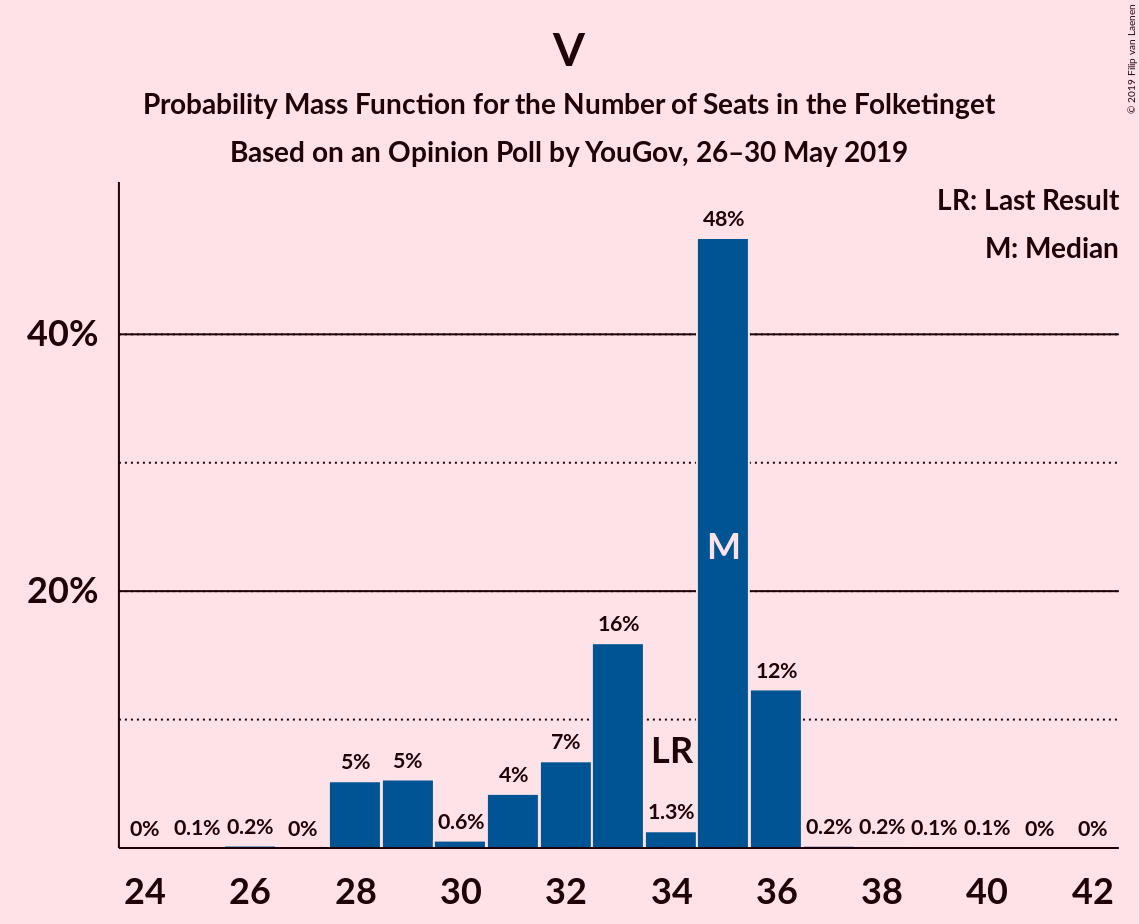 V
Probability Mass Function for the Number of Seats in the Folketinget
Based on an Opinion Poll by YouGov, 26–30 May 2019
© 2019 Filip van Laenen
LR: Last Result
M: Median
48%
40%
M
20%
16%
12%
LR
7%
5% 5%
4%
1.3%
0.6%
0% 0.1% 0.2% 0% 0.2% 0.2% 0.1% 0.1% 0% 0%
24 26 28 30 32 34 36 38 40 42